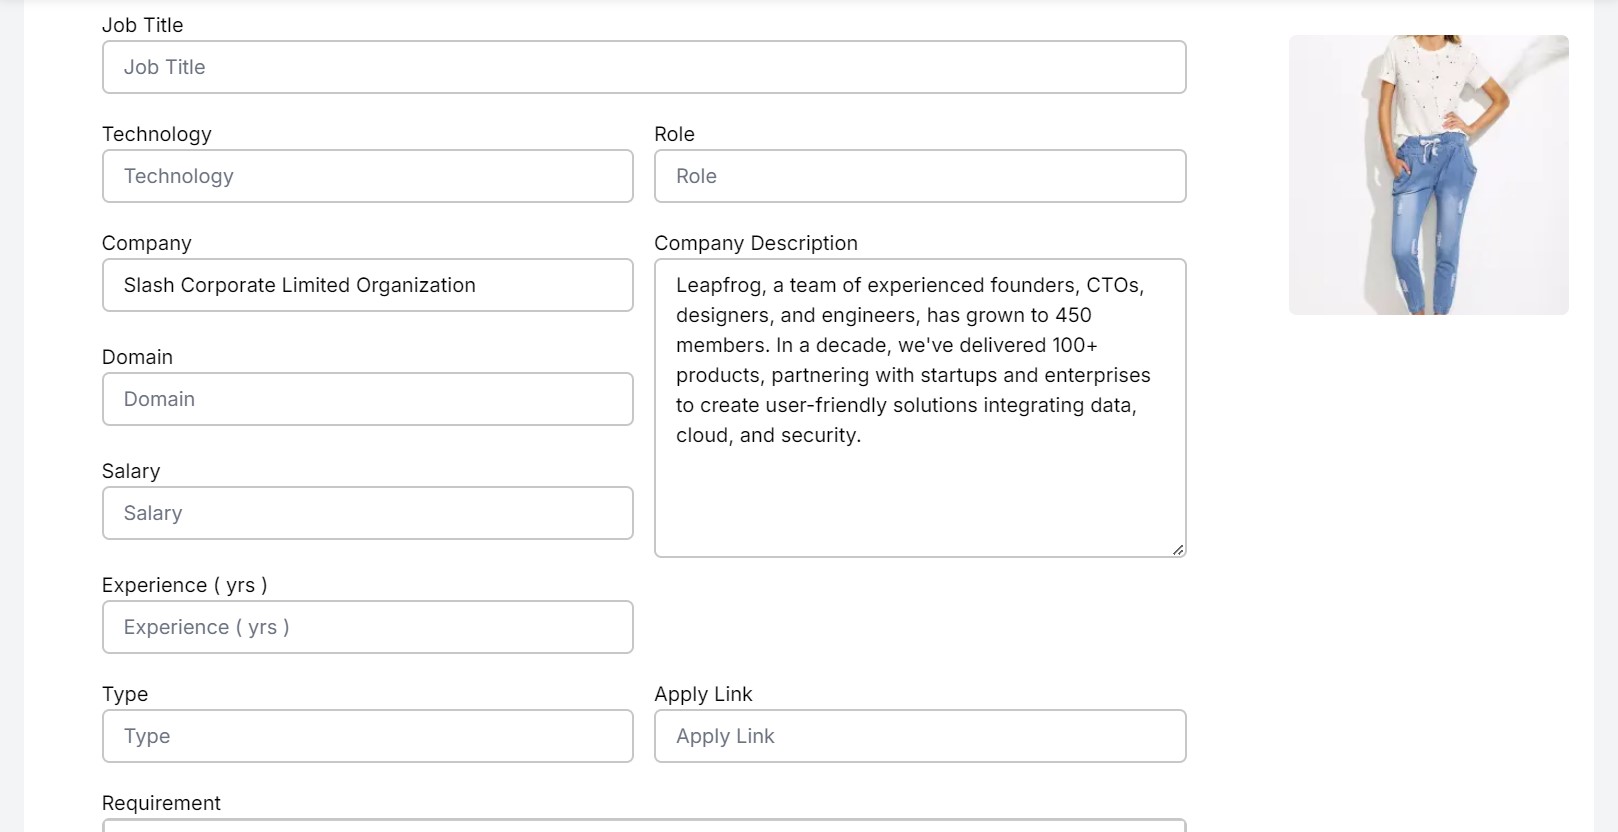 Job Title
Job Title
Technology
Technology
Role
Role
Company
Slash Corporate Limited Organization
Company Description
Leapfrog, a team of experienced founders, CTOs,
designers, and engineers, has grown to 450
members. In a decade, we've delivered 100+
products, partnering with startups and enterprises
to create user-friendly solutions integrating data,
cloud, and security.
Domain
Domain
Salary
Salary
Experience ( yrs )
Experience ( yrs )
Type
Type
Apply Link
Apply Link
Requirement